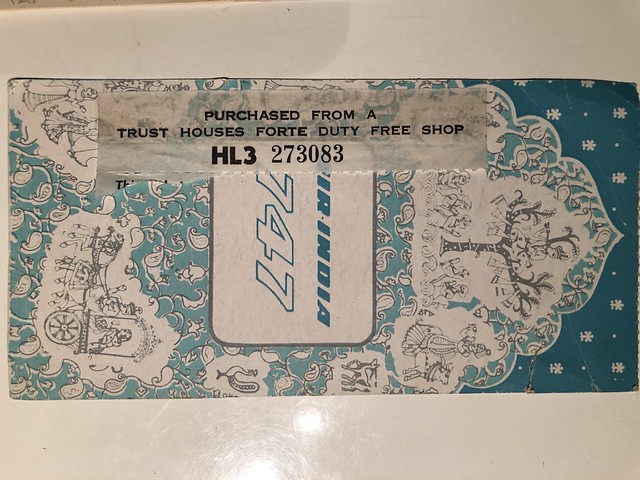 PURCHASED FROM A
TRUST HOUSES FORTE DUTY FREE SHOP
HL3 273083
AIR-INDIA
747